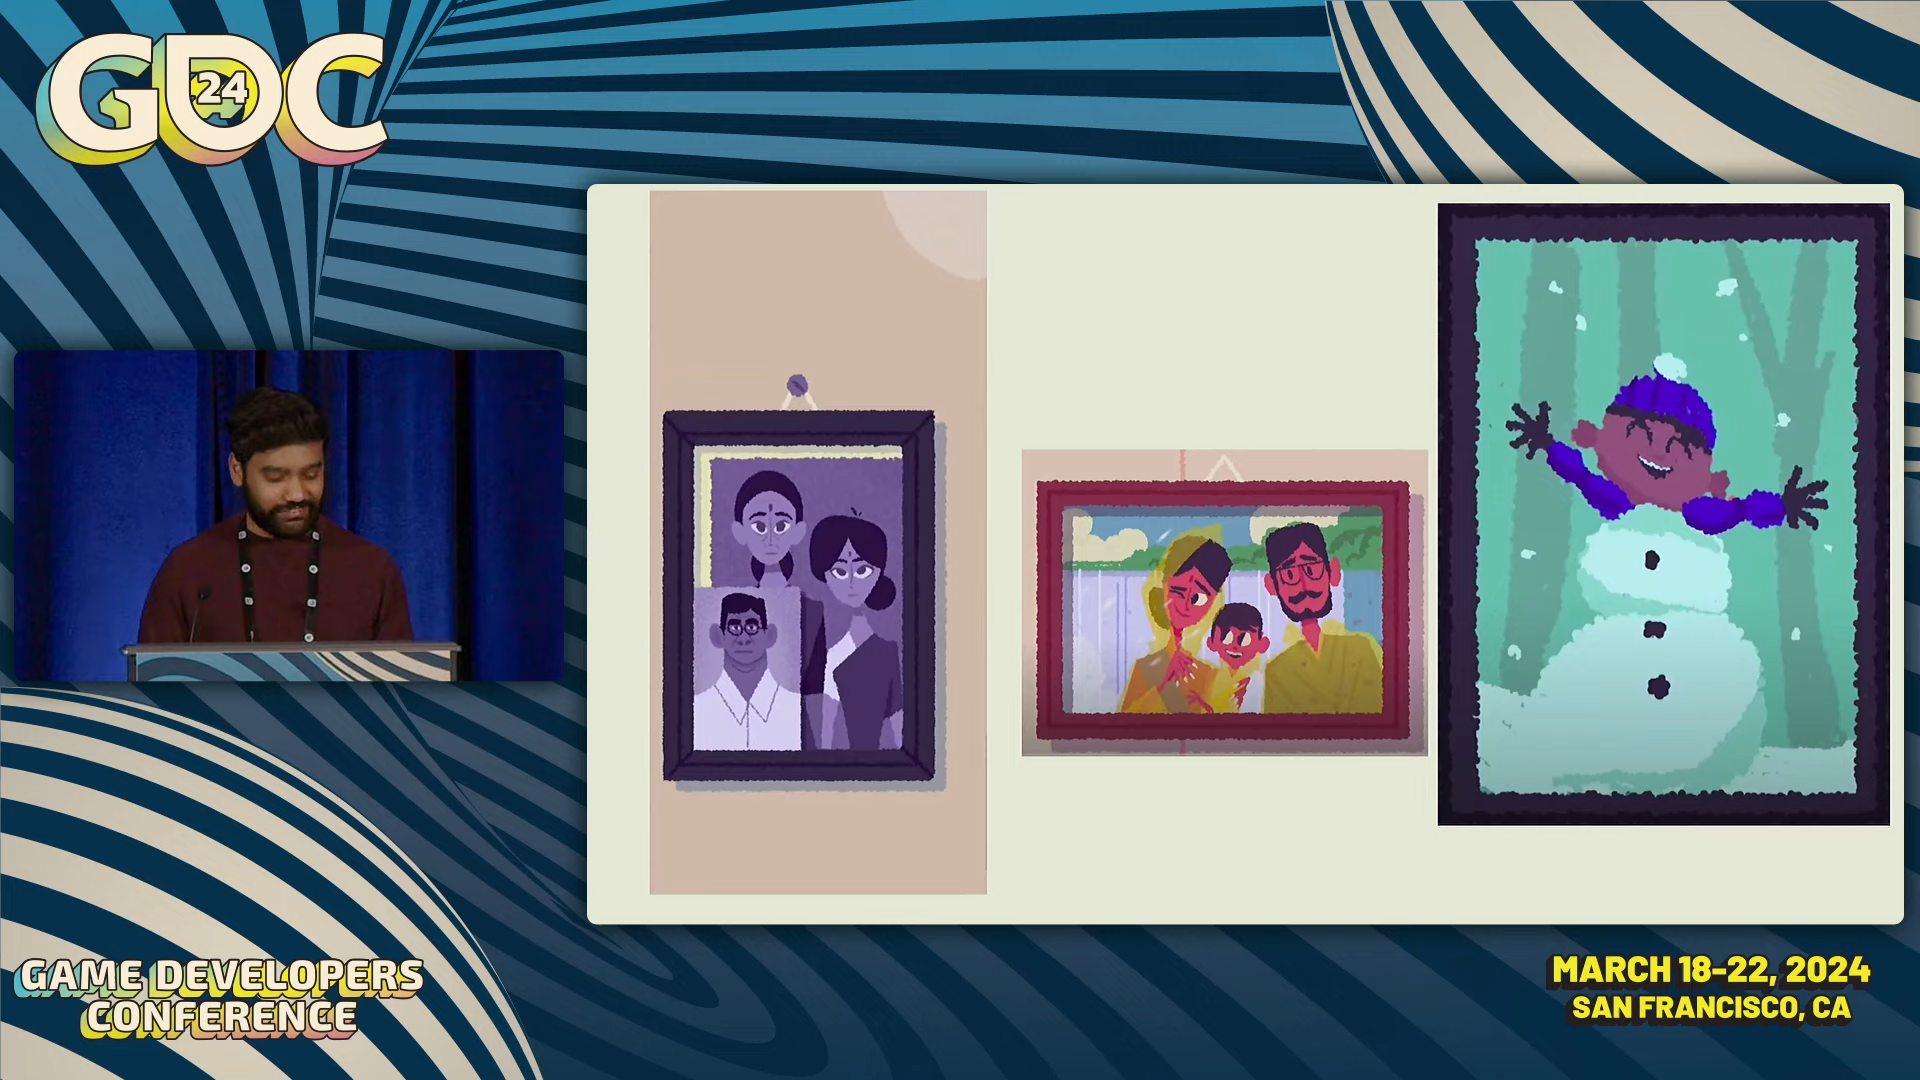 GDC
24
GAME DEVELOPERS
CONFERENCE
MARCH 18-22, 2024
SAN FRANCISCO, CA